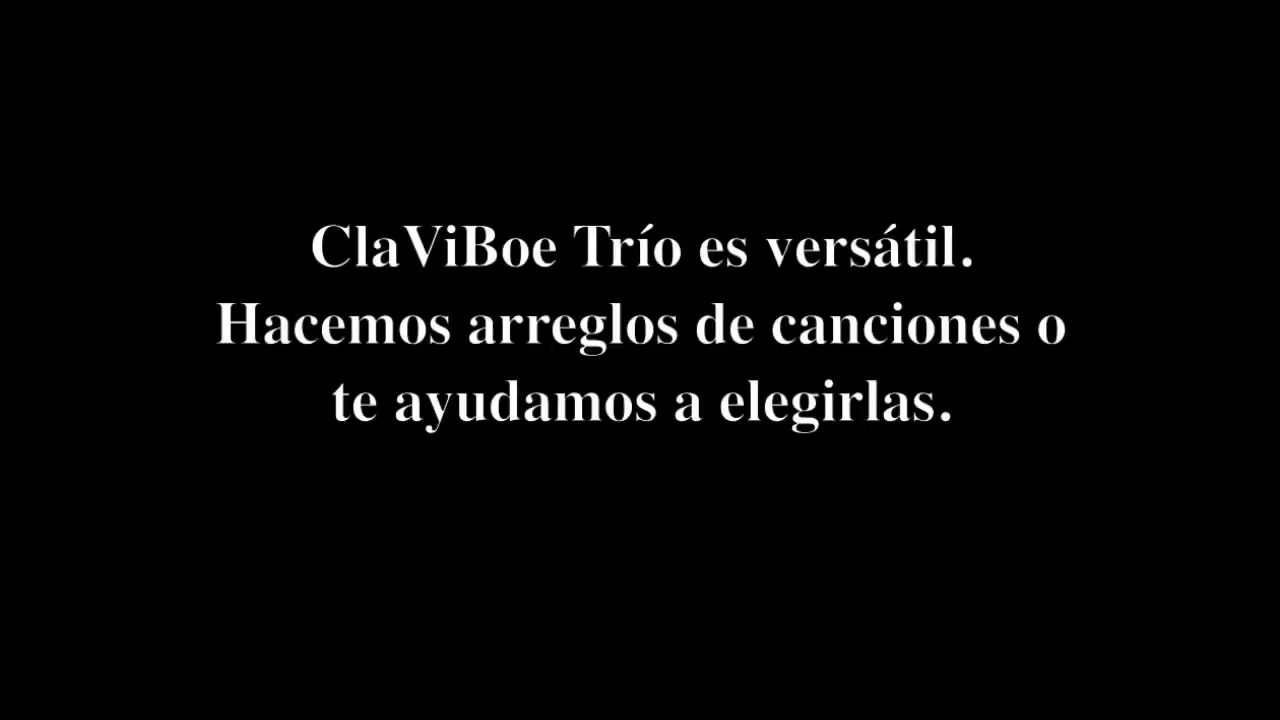 ClaViBoe Trío es versátil.
Hacemos arreglos de canciones o
te ayudamos a elegirlas.